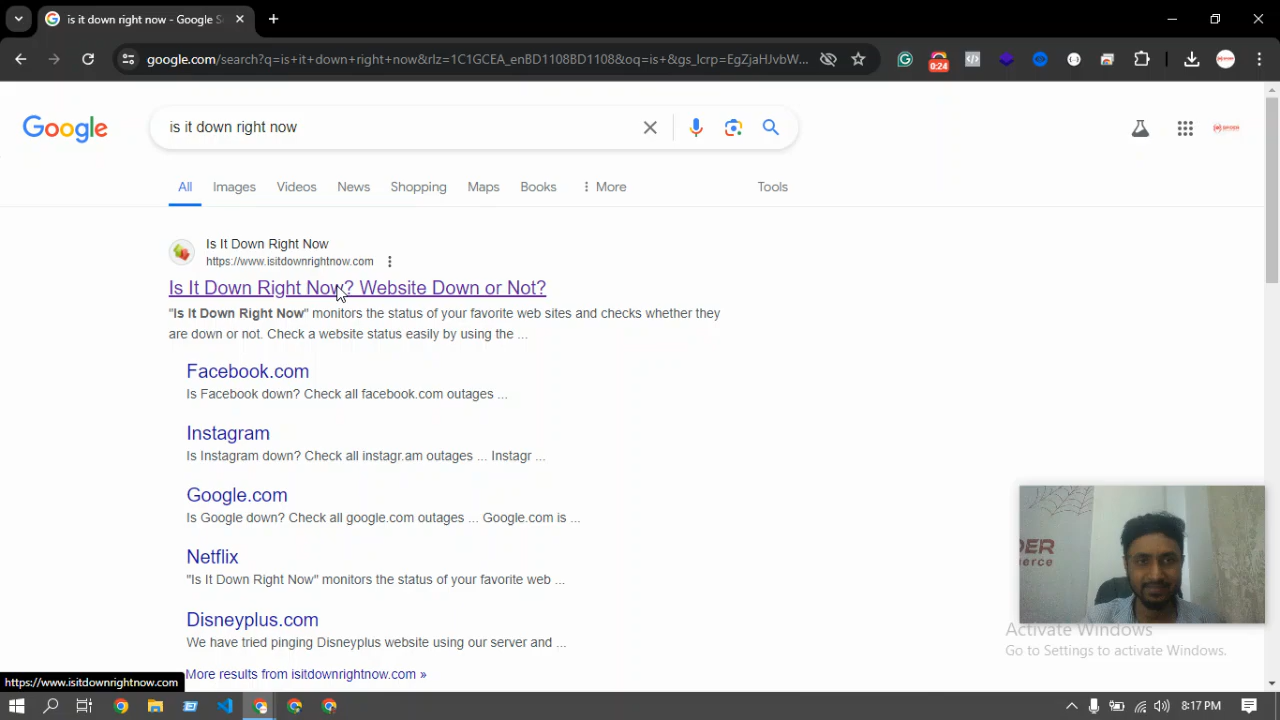 is it down right now - Google S
google.com/search?q=is+it+down+right+now&rlz=1C1GCEA_enBD1108BD1108&oq=is+&gs_lcrp=EgZjaHJvbW...
0:24
Google
is it down right now
All Images Videos News Shopping Maps Books More Tools
Is It Down Right Now
https://www.isitdownrightnow.com
Is It Down Right Now? Website Down or Not?
"Is It Down Right Now" monitors the status of your favorite web sites and checks whether they
are down or not. Check a website status easily by using the ...
Facebook.com
Is Facebook down? Check all facebook.com outages ...
Instagram
Is Instagram down? Check all instagr.am outages ... Instagr ...
Google.com
Is Google down? Check all google.com outages ... Google.com is ...
Netflix
"Is It Down Right Now" monitors the status of your favorite web ...
Disneyplus.com
We have tried pinging Disneyplus website using our server and ...
More results from isitdownrightnow.com »
https://www.isitdownrightnow.com
DER
merce
Activate Windows
Go to Settings to activate Windows.
8:17 PM